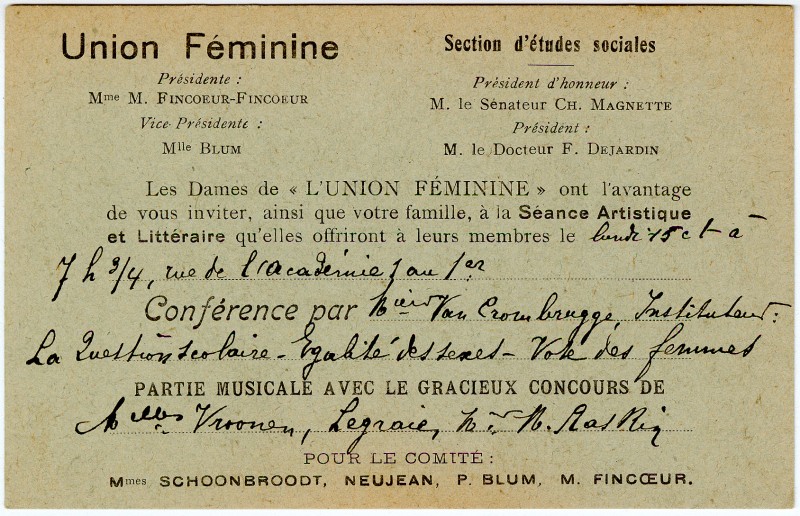 Union Féminine
Présidente :
Mme M. FINCOEUR-FINCOEUR
Vice-Présidente :
Mlle BLUM
Section d'études sociales
Président d'honneur :
M. le Sénateur CH. MAGNETTE
Président :
M. le Docteur F. DEJARDIN
Les Dames de « L'UNION FÉMININE » ont l'avantage
de vous inviter, ainsi que votre famille, à la Séance Artistique
et Littéraire qu'elles offriront à leurs membres le lundi 15 ct à
7 h 3/4, rue de l'Académie, au 1er
Conférence par Van Crombrugge, Instituteur :
La Question scolaire - Egalité des sexes - Vote des femmes
PARTIE MUSICALE AVEC LE GRACIEUX CONCOURS DE
Melles Vroonen, Legraie, Mr N. Raskin
POUR LE COMITÉ :
Mmes SCHOONBROODT, NEUJEAN, P. BLUM, M. FINCŒUR.